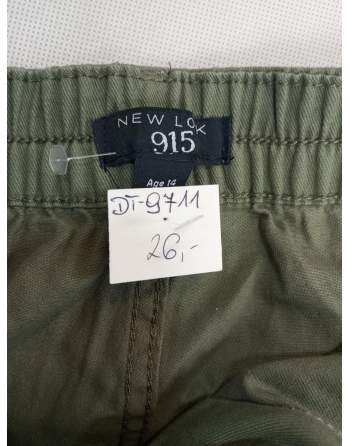 NEW LOOK
915
Age 14
DT-9711
26,-